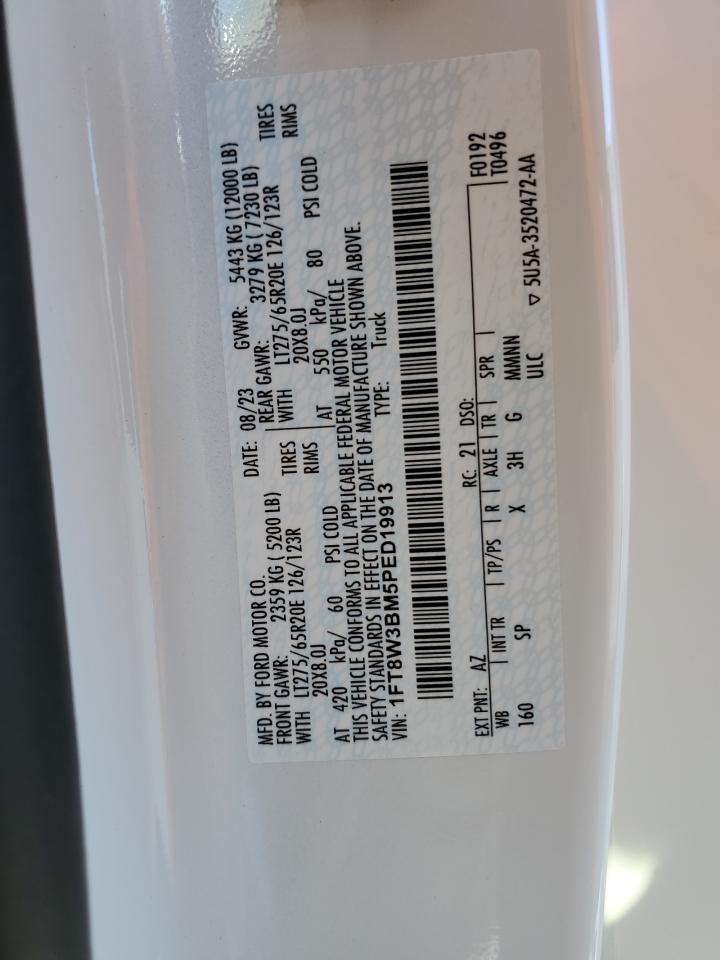 MFD. BY FORD MOTOR CO.
DATE: 08/23 GVWR: 5443 KG (12000 LB)
FRONT GAWR: 2359 KG ( 5200 LB)
REAR GAWR: 3279 KG ( 7230 LB)
WITH LT275/65R20E 126/123R TIRES
WITH LT275/65R20E 126/123R TIRES
20X8.0J RIMS
20X8.0J RIMS
AT 420 kPa/ 60 PSI COLD
AT 550 kPa/ 80 PSI COLD
THIS VEHICLE CONFORMS TO ALL APPLICABLE FEDERAL MOTOR VEHICLE
SAFETY STANDARDS IN EFFECT ON THE DATE OF MANUFACTURE SHOWN ABOVE.
VIN: 1FT8W3BM5PED19913 TYPE: Truck
EXT PNT: AZ RC: 21 DSO: F0192
WB INT TR TP/PS R AXLE TR SPR T0496
160 SP X 3H G MMNN
ULC ▽ 5U5A-3520472-AA